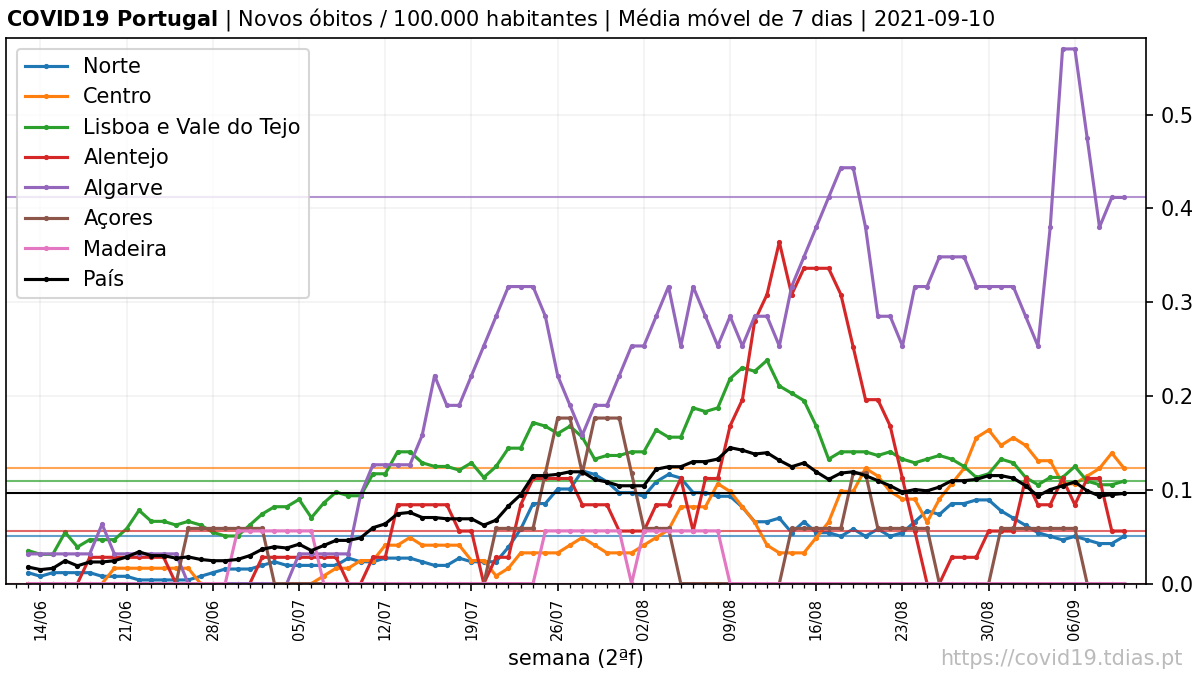 COVID19 Portugal | Novos óbitos / 100.000 habitantes | Média móvel de 7 dias | 2021-09-10
Norte
Centro
Lisboa e Vale do Tejo
Alentejo
Algarve
Açores
Madeira
País
0.5
0.4
0.3
0.2
0.1
0.0
14/06
21/06
28/06
05/07
12/07
19/07
26/07
02/08
09/08
16/08
23/08
30/08
06/09
semana (2ªf)
https://covid19.tdias.pt